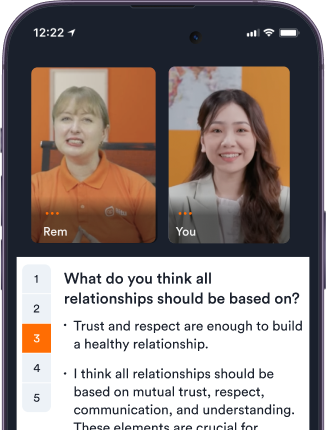 12:22
Rem
You
1
2
3
4
5
What do you think all
relationships should be based on?
· Trust and respect are enough to build
a healthy relationship.
· I think all relationships should be
based on mutual trust, respect,
communication, and understanding.
These elements are crucial for